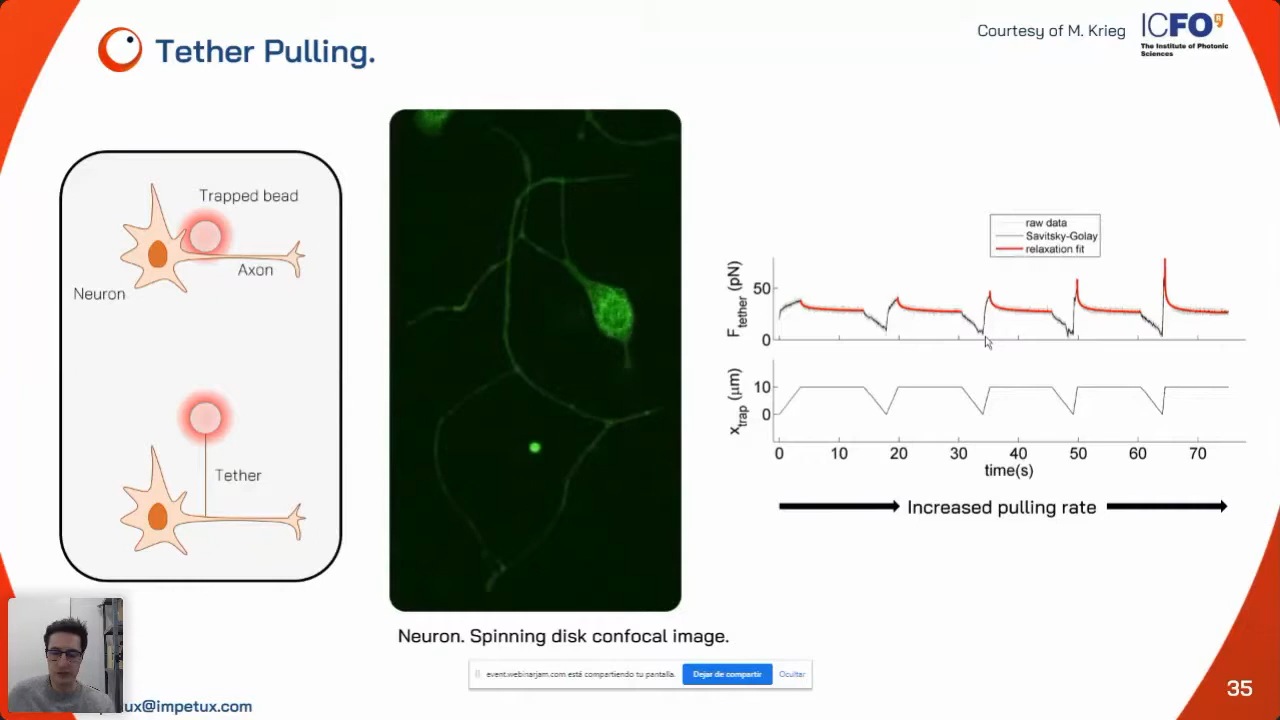 Tether Pulling.
Courtesy of M. Krieg
ICFO
The Institute of Photonic
Sciences
Trapped bead
Axon
Neuron
Tether
Neuron. Spinning disk confocal image.
raw data
Savitsky-Golay
relaxation fit
F tether (pN)
50
0
x trap (μm)
10
0
0 10 20 30 40 50 60 70
time(s)
Increased pulling rate
event.webinarjam.com está compartiendo tu pantalla.
Dejar de compartir
Ocultar
ux@impetux.com
35